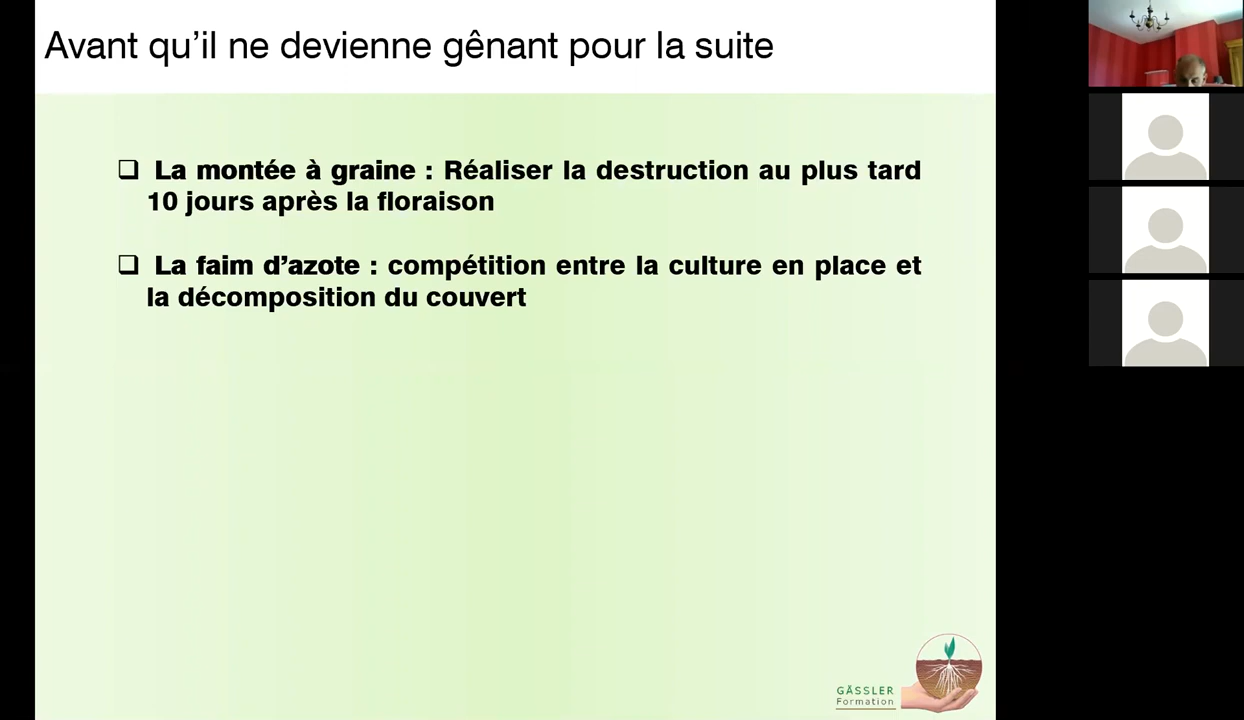 Avant qu’il ne devienne gênant pour la suite
❑ La montée à graine : Réaliser la destruction au plus tard
10 jours après la floraison
❑ La faim d’azote : compétition entre la culture en place et
la décomposition du couvert
GÄSSLER
Formation